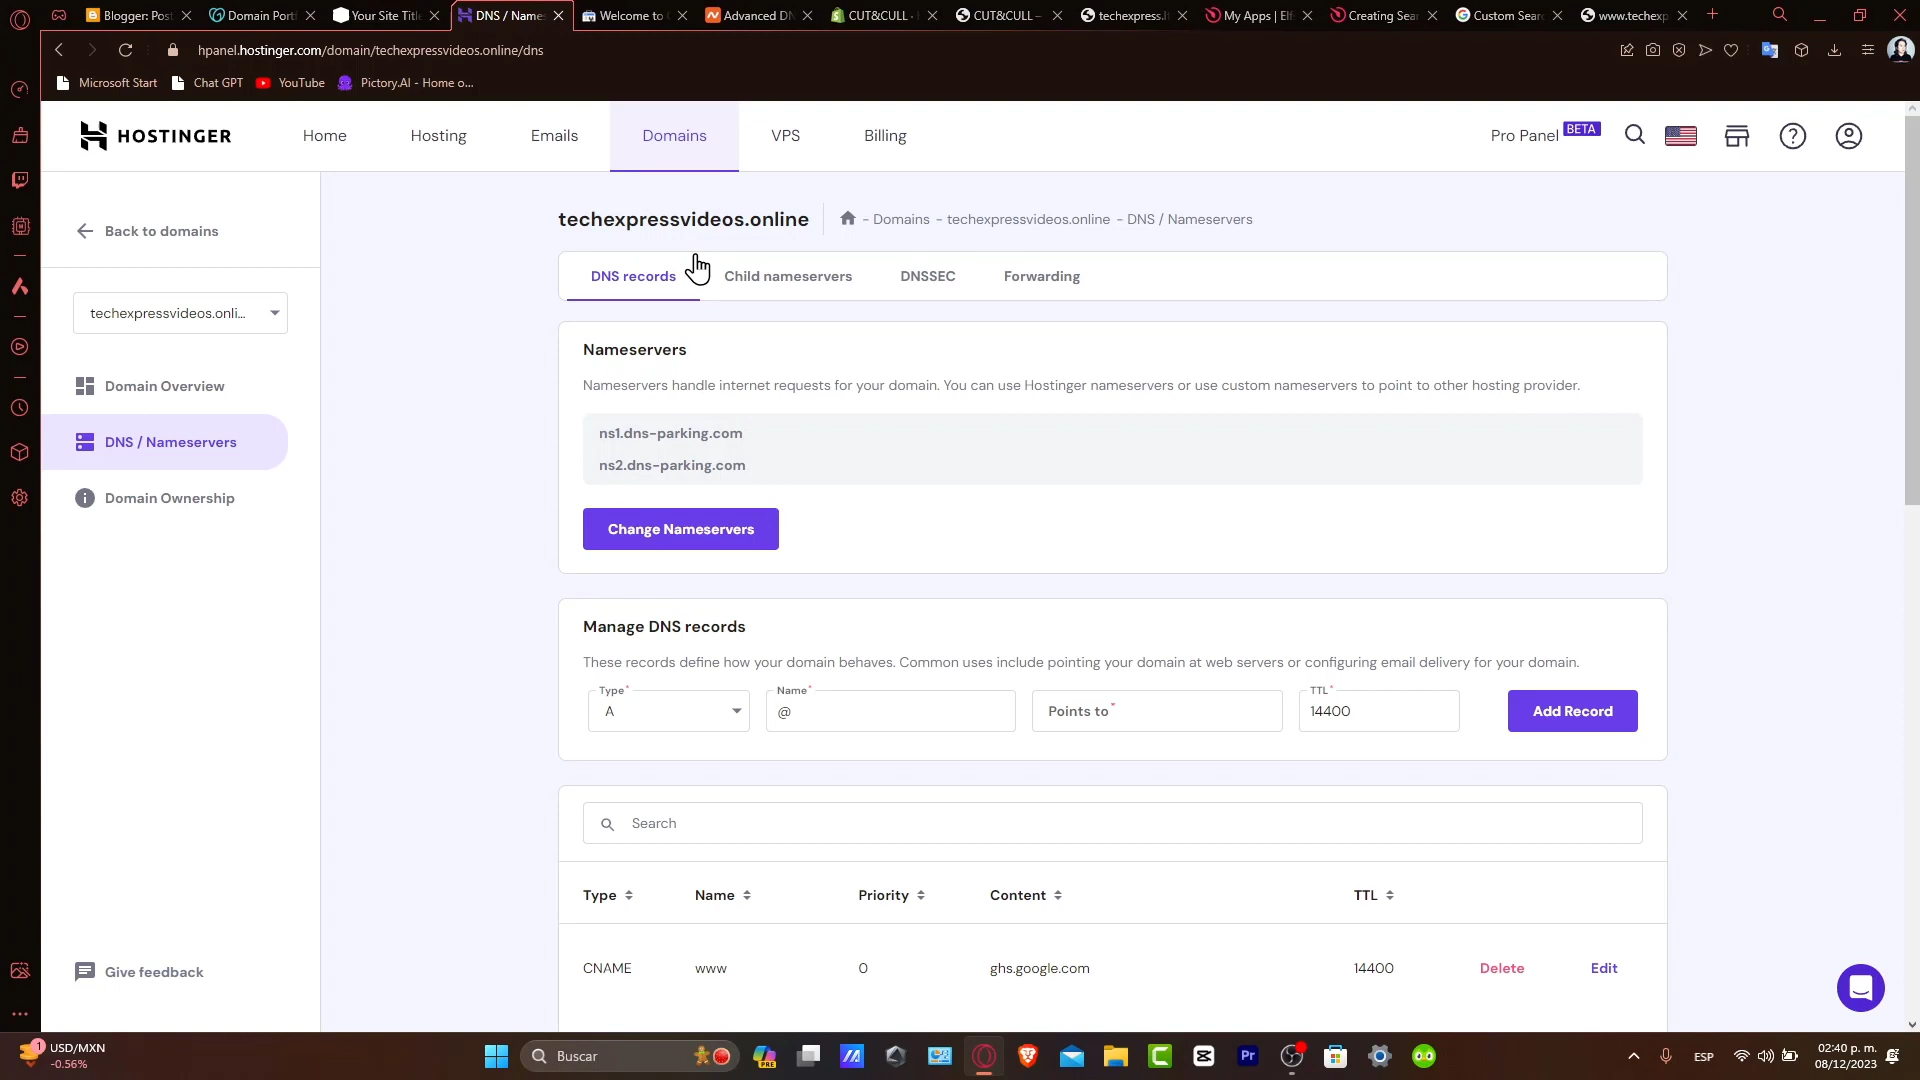 Blogger: Post
Domain Portf
Your Site Title
DNS / Names
Welcome to
Advanced DN
CUT&CULL ·
CUT&CULL –
techexpress.
My Apps | Elf
Creating Sear
Custom Sear
www.techexp
hpanel.hostinger.com/domain/techexpressvideos.online/dns
Microsoft Start
Chat GPT
YouTube
Pictory.AI - Home o...
HOSTINGER
Home
Hosting
Emails
Domains
VPS
Billing
Pro Panel BETA
Back to domains
techexpressvideos.onli...
Domain Overview
DNS / Nameservers
Domain Ownership
Give feedback
techexpressvideos.online
- Domains - techexpressvideos.online - DNS / Nameservers
DNS records
Child nameservers
DNSSEC
Forwarding
Nameservers
Nameservers handle internet requests for your domain. You can use Hostinger nameservers or use custom nameservers to point to other hosting provider.
ns1.dns-parking.com
ns2.dns-parking.com
Change Nameservers
Manage DNS records
These records define how your domain behaves. Common uses include pointing your domain at web servers or configuring email delivery for your domain.
Type*
A
Name*
@
Points to*
TTL*
14400
Add Record
Search
Type
Name
Priority
Content
TTL
CNAME
www
0
ghs.google.com
14400
Delete
Edit
1
USD/MXN
-0.56%
Buscar
PRE
Pr
ESP
02:40 p. m.
08/12/2023